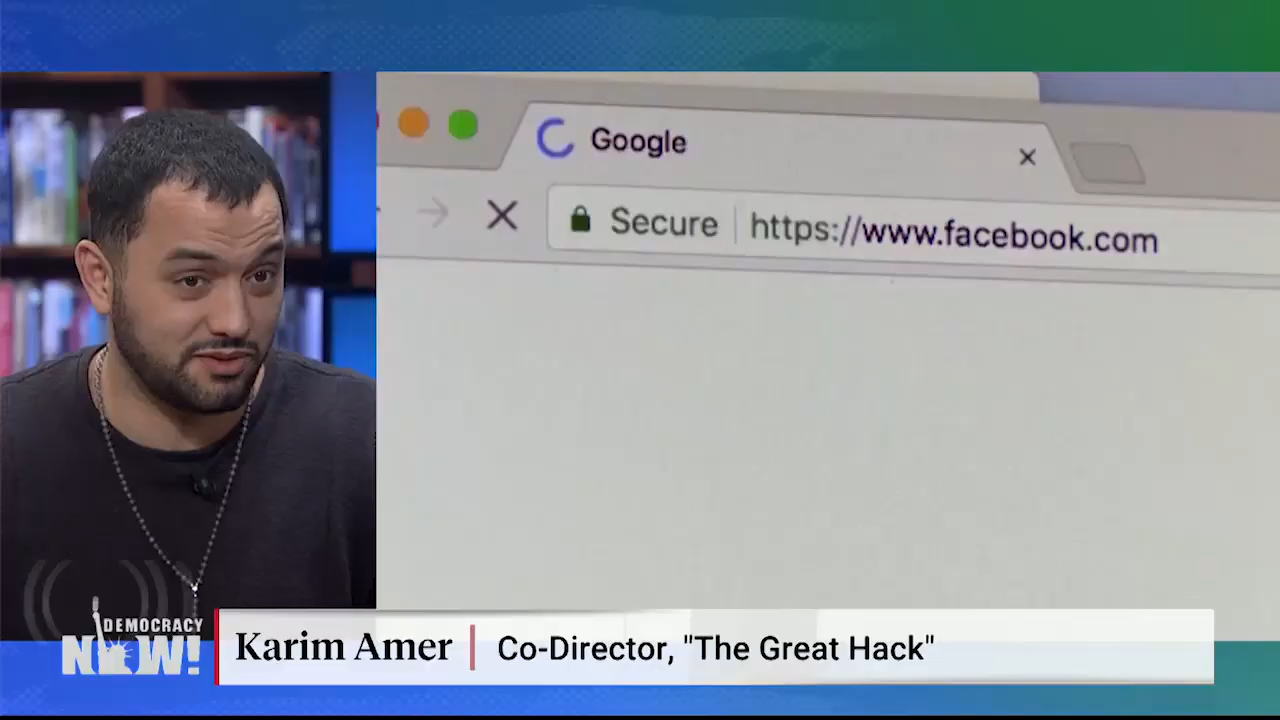 Google
Secure https://www.facebook.com
DEMOCRACY
NOW!
Karim Amer | Co-Director, "The Great Hack"